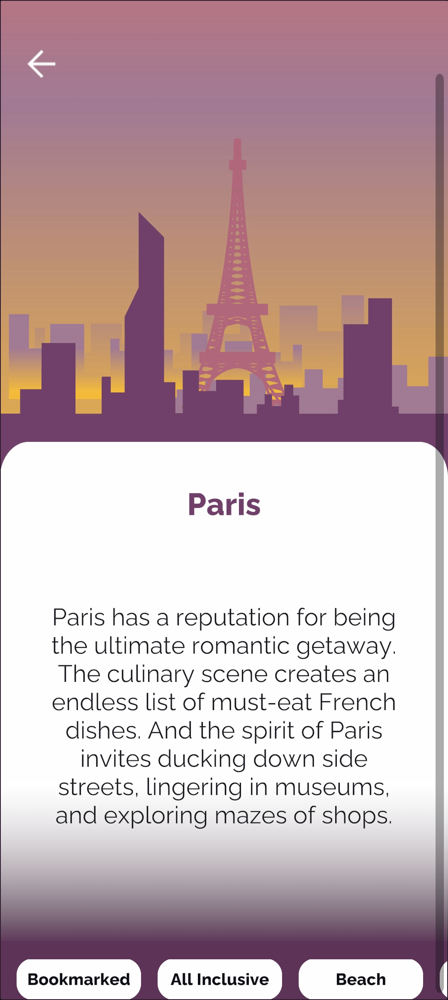 Paris
Paris has a reputation for being
the ultimate romantic getaway.
The culinary scene creates an
endless list of must-eat French
dishes. And the spirit of Paris
invites ducking down side
streets, lingering in museums,
and exploring mazes of shops.
Bookmarked
All Inclusive
Beach